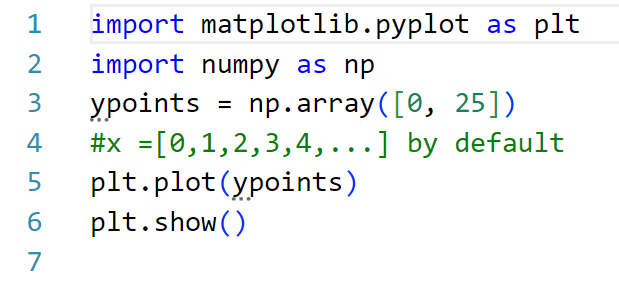 1 import matplotlib.pyplot as plt
2 import numpy as np
3 ypoints = np.array([0, 25])
4 #x =[0,1,2,3,4,...] by default
5 plt.plot(ypoints)
6 plt.show()
7